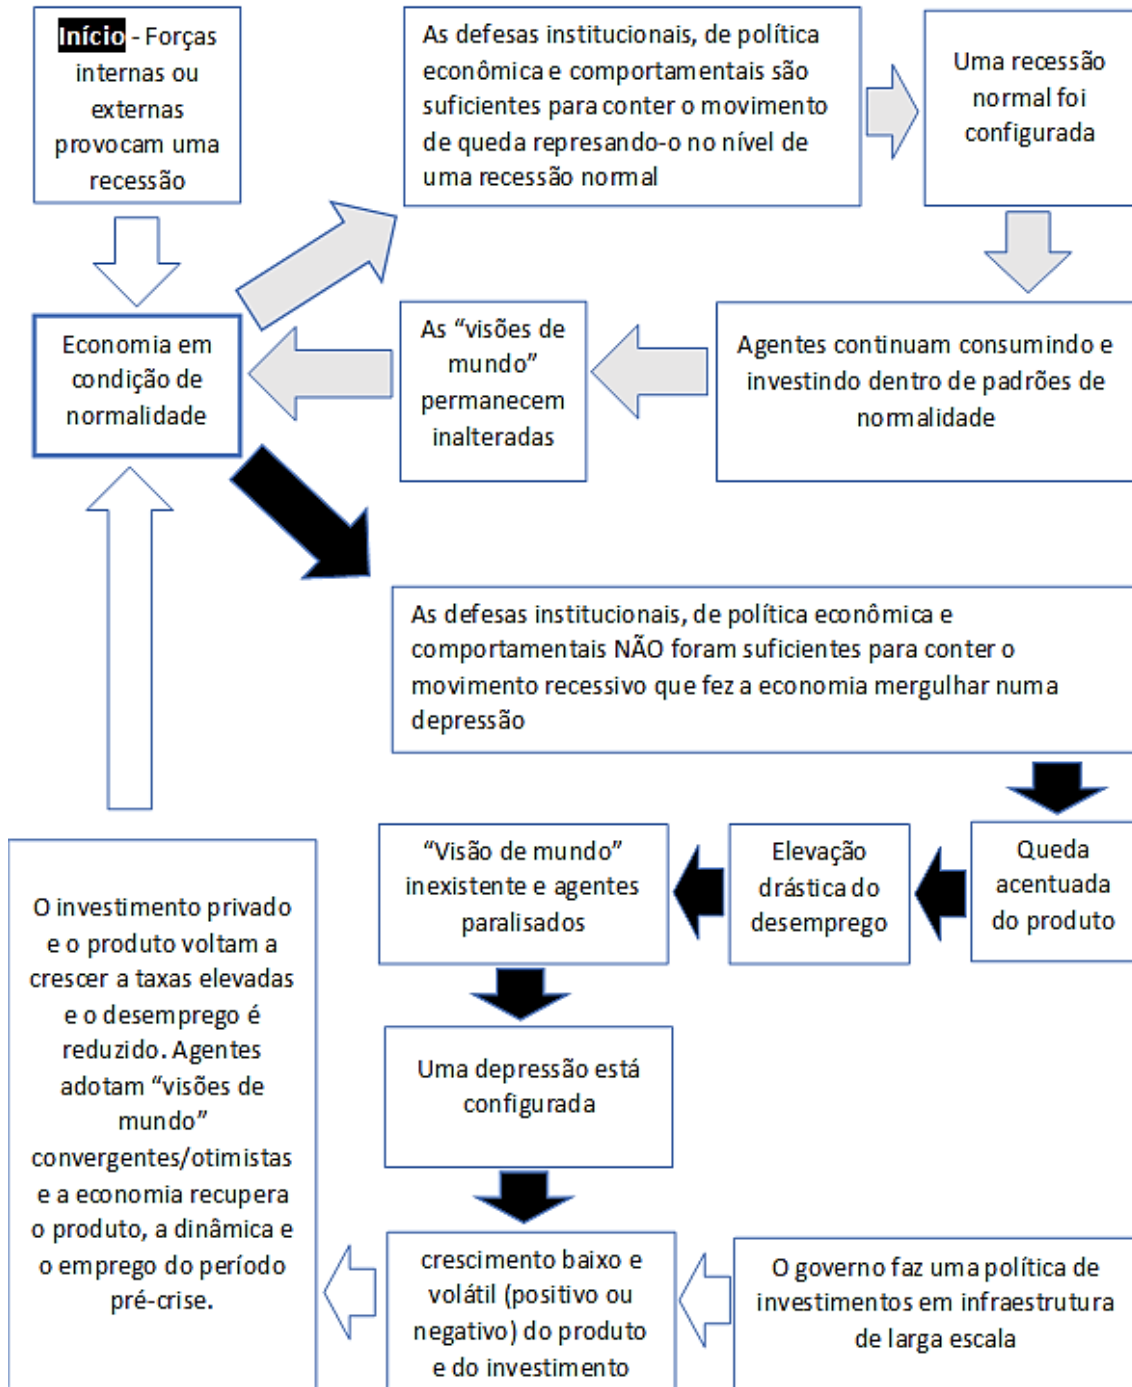 Início - Forças
internas ou
externas
provocam uma
recessão
As defesas institucionais, de política
econômica e comportamentais são
suficientes para conter o movimento
de queda represando-o no nível de
uma recessão normal
Uma recessão
normal foi
configurada
Economia em
condição de
normalidade
As “visões de
mundo”
permanecem
inalteradas
Agentes continuam consumindo e
investindo dentro de padrões de
normalidade
As defesas institucionais, de política econômica e
comportamentais NÃO foram suficientes para conter o
movimento recessivo que fez a economia mergulhar numa
depressão
“Visão de mundo”
inexistente e agentes
paralisados
Elevação
drástica do
desemprego
Queda
acentuada
do produto
Uma depressão está
configurada
O investimento privado
e o produto voltam a
crescer a taxas elevadas
e o desemprego é
reduzido. Agentes
adotam “visões de
mundo”
convergentes/otimistas
e a economia recupera
o produto, a dinâmica e
o emprego do período
pré-crise.
crescimento baixo e
volátil (positivo ou
negativo) do produto
e do investimento
O governo faz uma política de
investimentos em infraestrutura
de larga escala